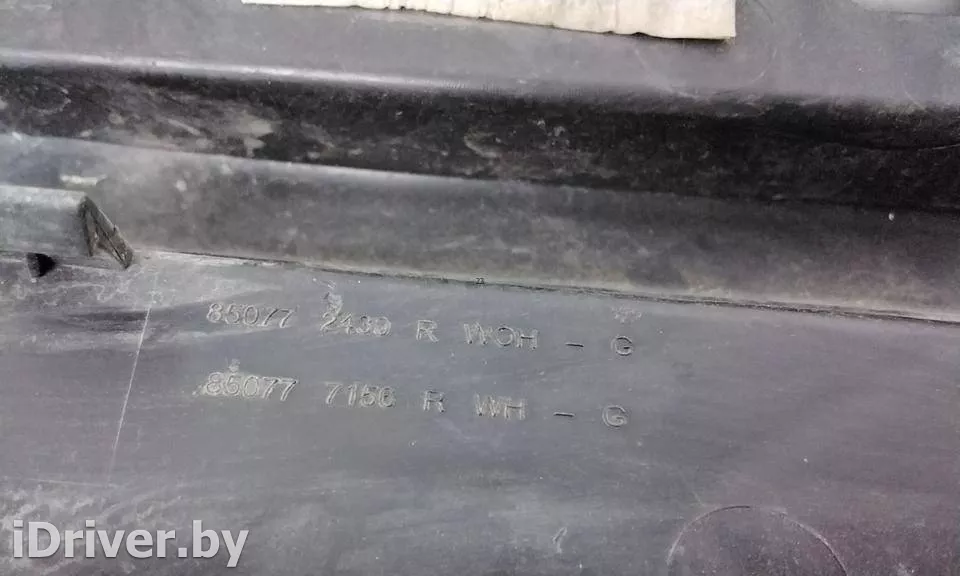 85077 2439 R WOH - G
85077 7156 R WH - G
iDriver.by